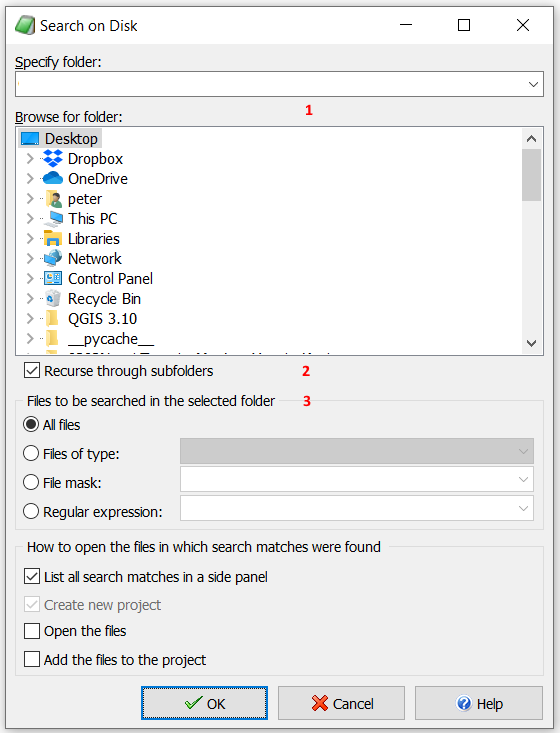 Search on Disk
Specify folder:
1
Browse for folder:
Desktop
Dropbox
OneDrive
peter
This PC
Libraries
Network
Control Panel
Recycle Bin
QGIS 3.10
__pycache__
Recurse through subfolders 2
Files to be searched in the selected folder 3
All files
Files of type:
File mask:
Regular expression:
How to open the files in which search matches were found
List all search matches in a side panel
Create new project
Open the files
Add the files to the project
OK Cancel Help